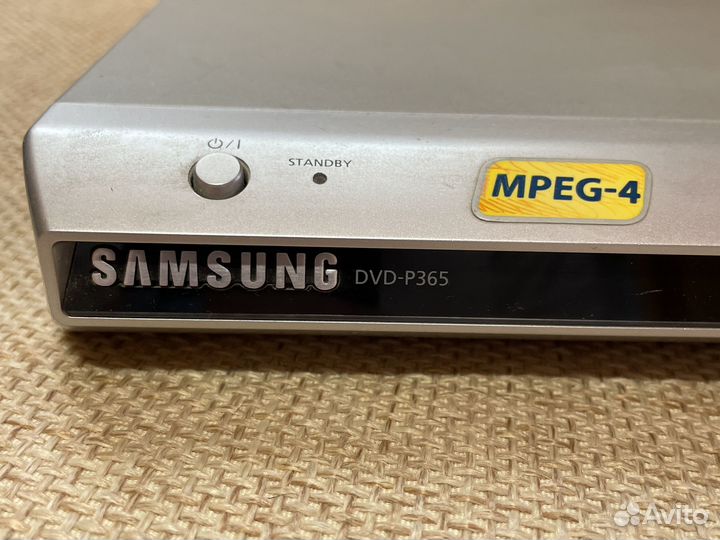 ⏻/I
STANDBY
MPEG-4
SAMSUNG DVD-P365
Avito